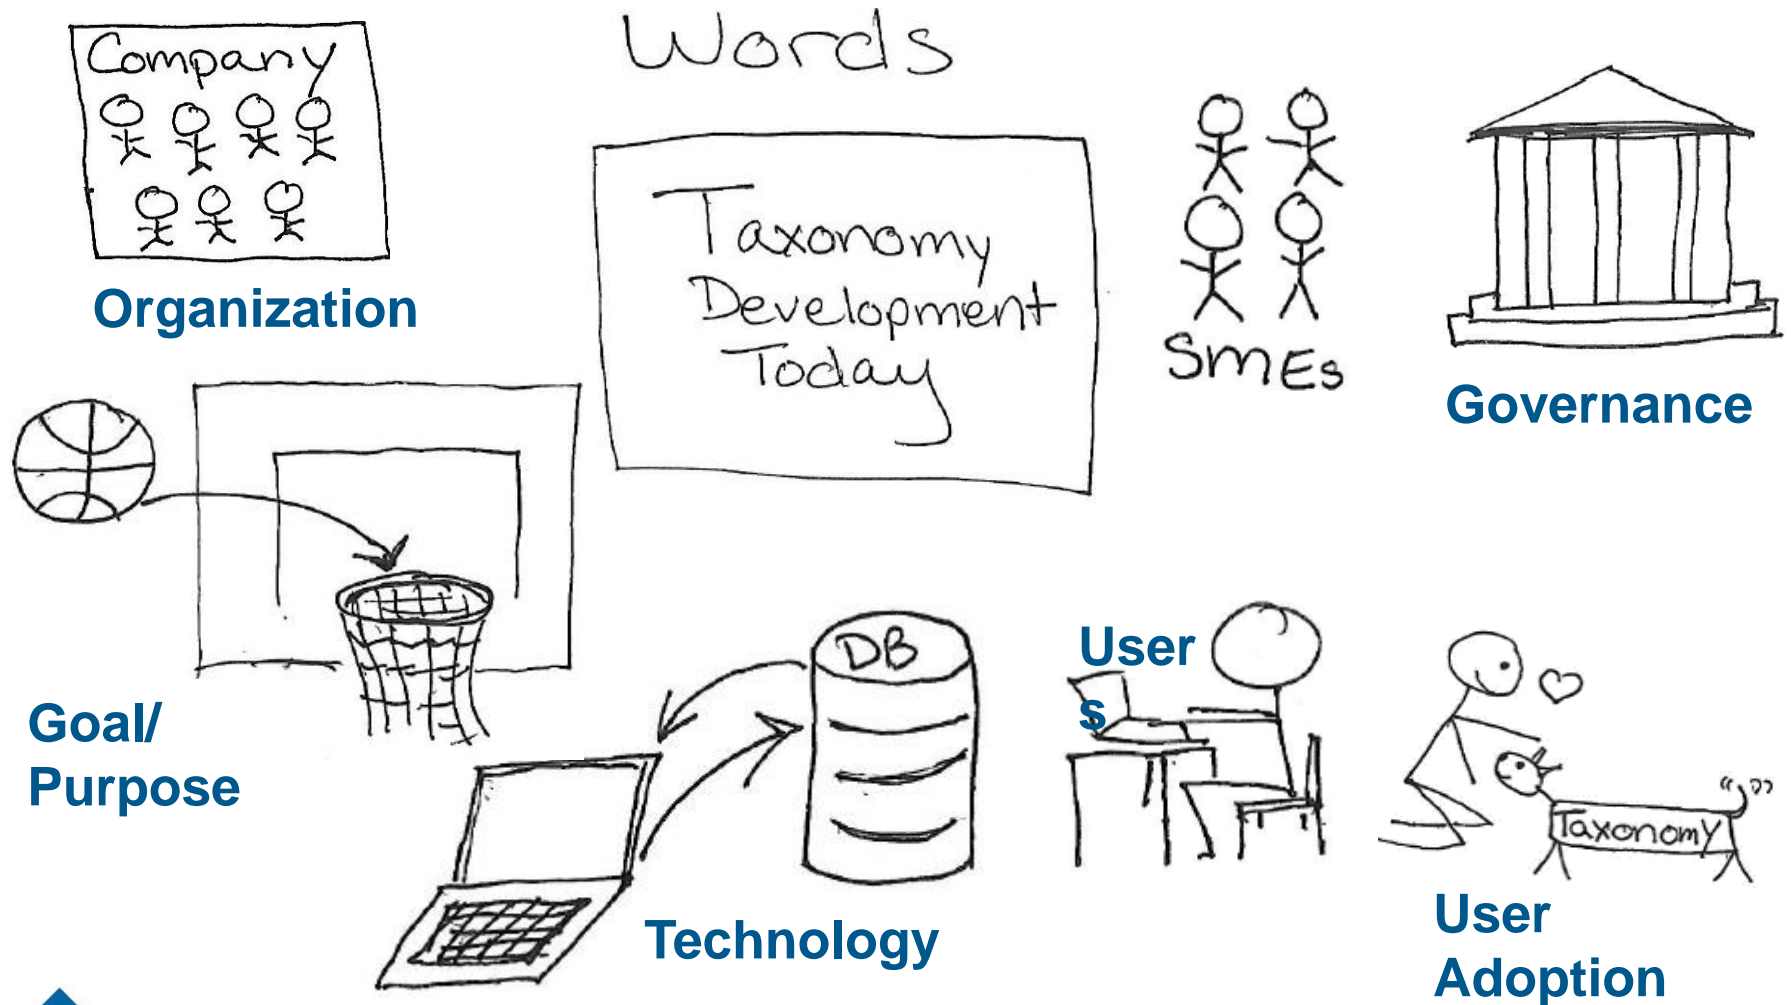 Company
Organization
Words
Taxonomy
Development
Today
SMEs
Governance
Goal/
Purpose
DB
Technology
User
s
Taxonomy
User
Adoption